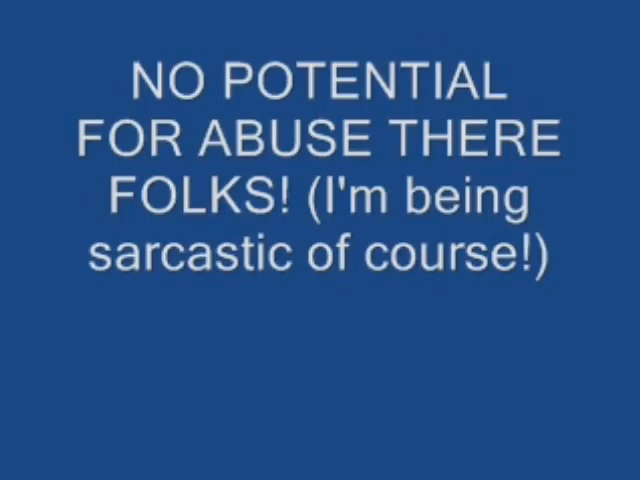 NO POTENTIAL
FOR ABUSE THERE
FOLKS! (I'm being
sarcastic of course!)